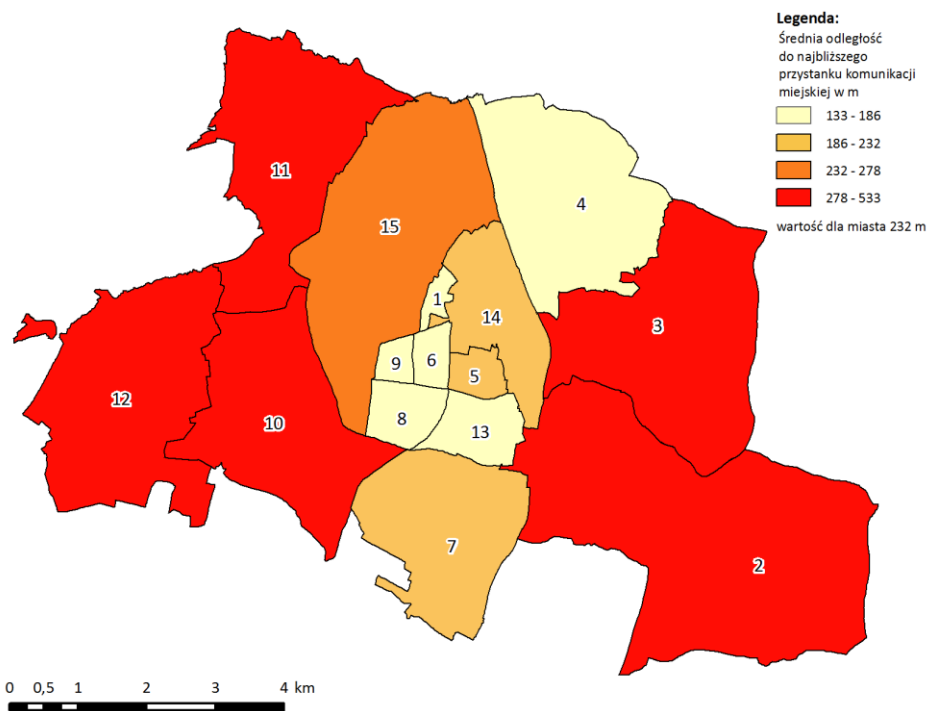 Legenda:
Średnia odległość
do najbliższego
przystanku komunikacji
miejskiej w m
133 - 186
186 - 232
232 - 278
278 - 533
wartość dla miasta 232 m
11
15
4
1
14
3
9
6
5
12
10
8
13
7
2
0 0,5 1 2 3 4 km